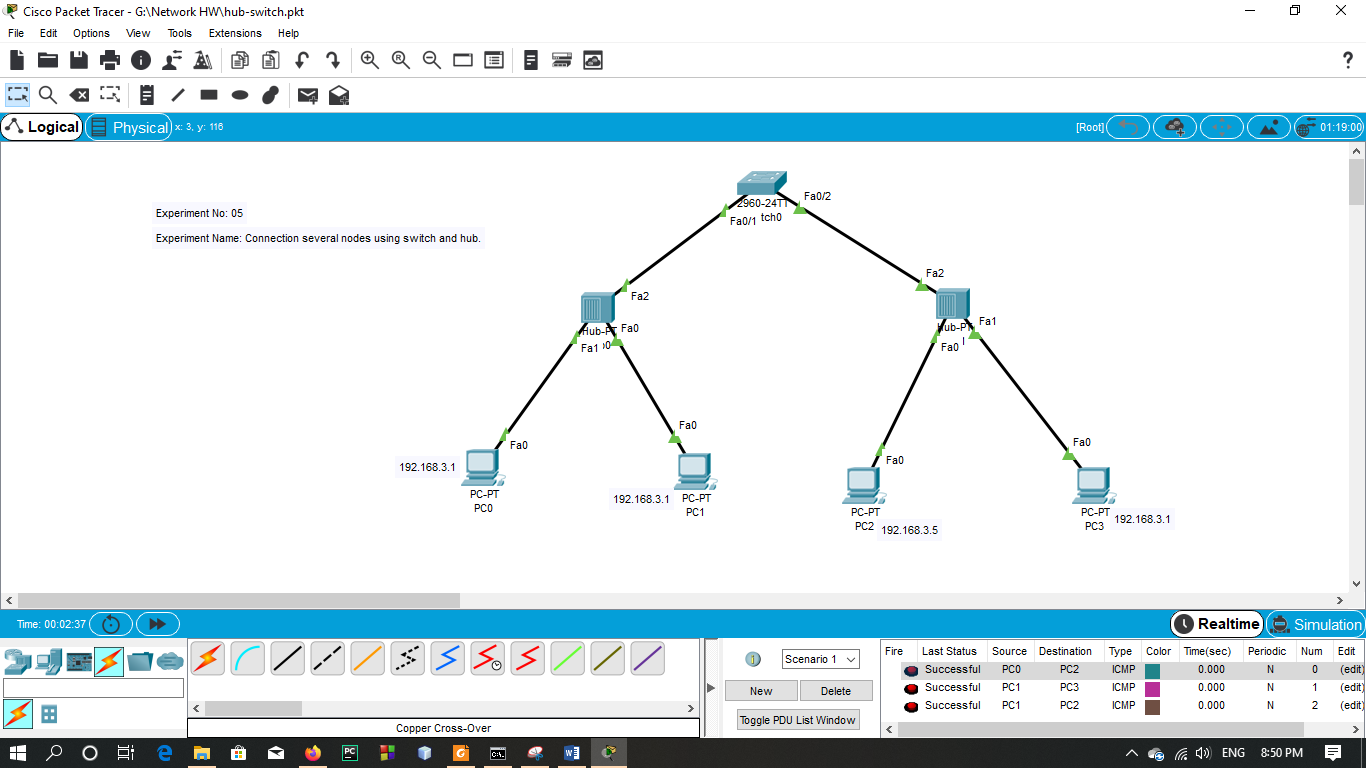 Cisco Packet Tracer - G:\Network HW\hub-switch.pkt
File Edit Options View Tools Extensions Help
?
Logical Physical x: 3, y: 116 [Root] 01:19:00
Experiment No: 05
Experiment Name: Connection several nodes using switch and hub.
2960-24TT
tch0
Fa0/1
Fa0/2
Fa2
Hub-PT
Fa0
Fa1
Fa2
Hub-PT
Fa1
Fa0
Fa0
192.168.3.1
PC-PT
PC0
Fa0
192.168.3.1
PC-PT
PC1
Fa0
PC-PT
PC2
192.168.3.5
Fa0
PC-PT
PC3
192.168.3.1
Time: 00:02:37 Realtime Simulation
Scenario 1
New Delete
Toggle PDU List Window
Copper Cross-Over
Fire Last Status Source Destination Type Color Time(sec) Periodic Num Edit
Successful PC0 PC2 ICMP 0.000 N 0 (edit)
Successful PC1 PC3 ICMP 0.000 N 1 (edit)
Successful PC1 PC2 ICMP 0.000 N 2 (edit)
ENG 8:50 PM